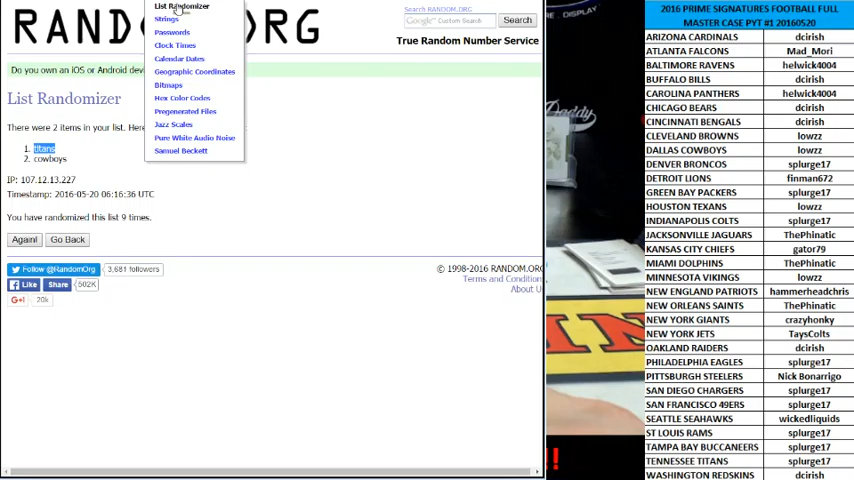 List Randomizer
Strings
Passwords
Clock Times
Calendar Dates
Geographic Coordinates
Bitmaps
Hex Color Codes
Pregenerated Files
Jazz Scales
Pure White Audio Noise
Samuel Beckett
Search RANDOM.ORG
Google™ Custom Search
Search
True Random Number Service
Do you own an iOS or Android
List Randomizer
There were 2 items in your list.
1. titans
2. cowboys
IP: 107.12.13.227
Timestamp: 2016-05-20 06:16:36 UTC
You have randomized this list 9 times.
Again! Go Back
Follow @RandomOrg 3,681 followers
Like Share 502K
G+1 20k
© 1998-2016 RANDOM.ORG
Terms and Condition
About U
Daddy
!!
2016 PRIME SIGNATURES FOOTBALL FULL
MASTER CASE PYT #1 20160520
ARIZONA CARDINALS dcirish
ATLANTA FALCONS Mad_Mori
BALTIMORE RAVENS helwick4004
BUFFALO BILLS dcirish
CAROLINA PANTHERS helwick4004
CHICAGO BEARS dcirish
CINCINNATI BENGALS dcirish
CLEVELAND BROWNS lowzz
DALLAS COWBOYS lowzz
DENVER BRONCOS splurge17
DETROIT LIONS finman672
GREEN BAY PACKERS splurge17
HOUSTON TEXANS lowzz
INDIANAPOLIS COLTS splurge17
JACKSONVILLE JAGUARS ThePhinatic
KANSAS CITY CHIEFS gator79
MIAMI DOLPHINS ThePhinatic
MINNESOTA VIKINGS lowzz
NEW ENGLAND PATRIOTS hammerheadchris
NEW ORLEANS SAINTS ThePhinatic
NEW YORK GIANTS crazyhonky
NEW YORK JETS TaysColts
OAKLAND RAIDERS dcirish
PHILADELPHIA EAGLES splurge17
PITTSBURGH STEELERS Nick Bonarrigo
SAN DIEGO CHARGERS splurge17
SAN FRANCISCO 49ERS splurge17
SEATTLE SEAHAWKS wickedliquids
ST LOUIS RAMS splurge17
TAMPA BAY BUCCANEERS splurge17
TENNESSEE TITANS splurge17
WASHINGTON REDSKINS dcirish